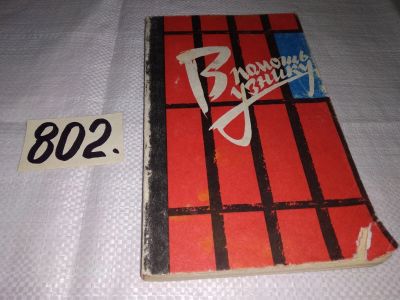 802.
В помощь
узнику